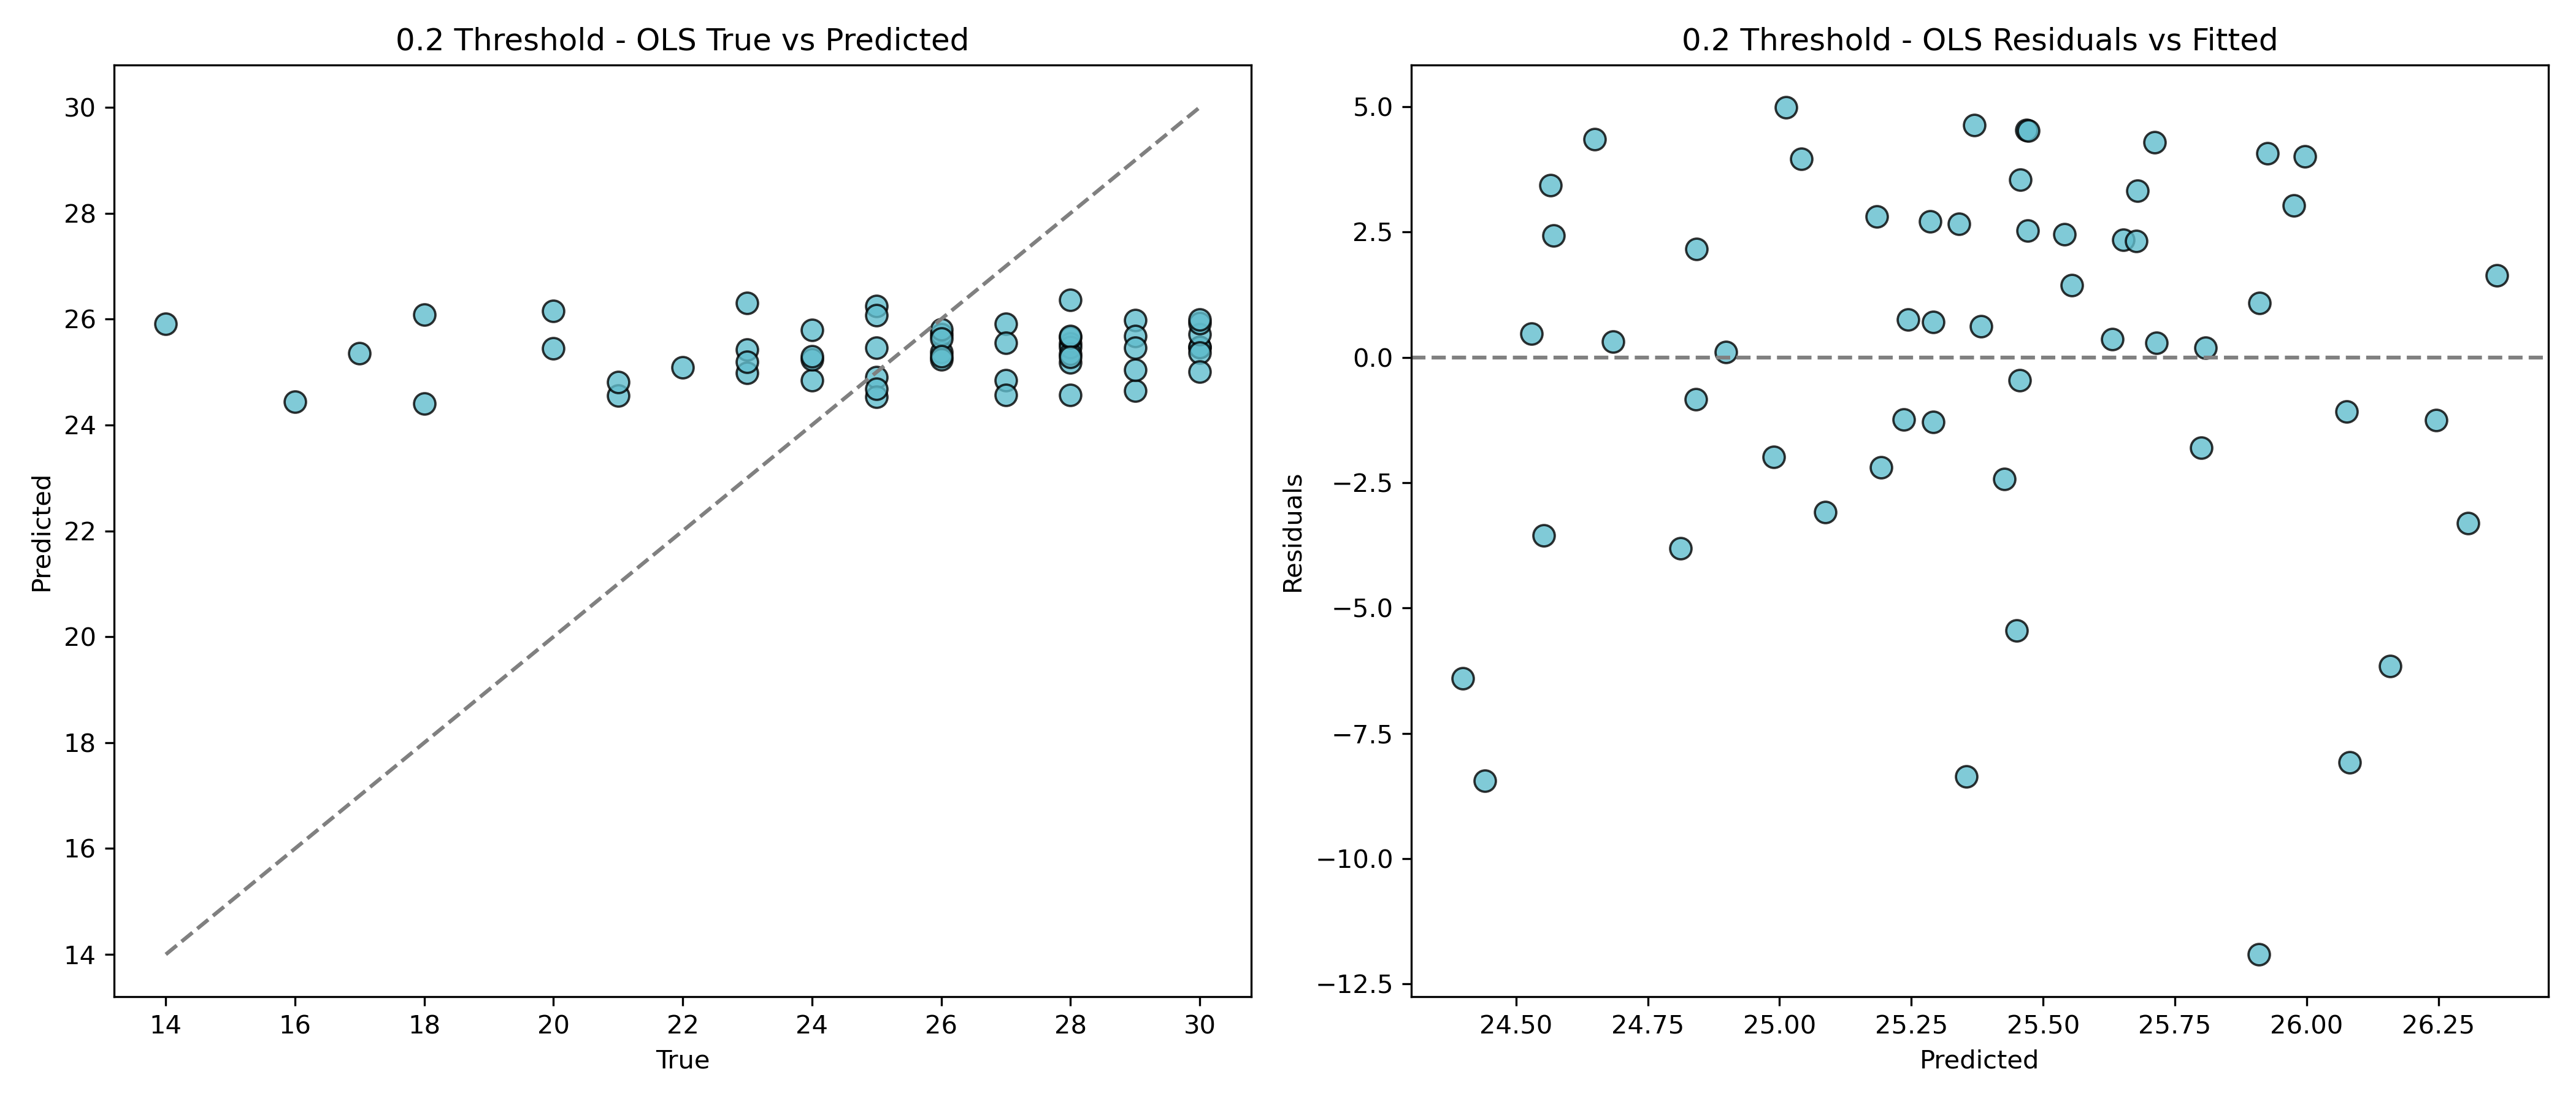 0.2 Threshold - OLS True vs Predicted
30
28
26
24
22
20
18
16
14
Predicted
14 16 18 20 22 24 26 28 30
True
0.2 Threshold - OLS Residuals vs Fitted
5.0
2.5
0.0
−2.5
−5.0
−7.5
−10.0
−12.5
Residuals
24.50 24.75 25.00 25.25 25.50 25.75 26.00 26.25
Predicted